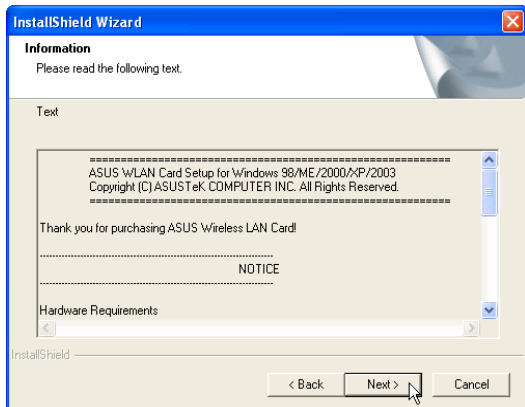 InstallShield Wizard
Information
Please read the following text.
Text
==========================================================
ASUS WLAN Card Setup for Windows 98/ME/2000/XP/2003
Copyright (C) ASUSTeK COMPUTER INC. All Rights Reserved.
==========================================================
Thank you for purchasing ASUS Wireless LAN Card!
----------------------------------------------------------------------
NOTICE
----------------------------------------------------------------------
Hardware Requirements
InstallShield
< Back Next > Cancel